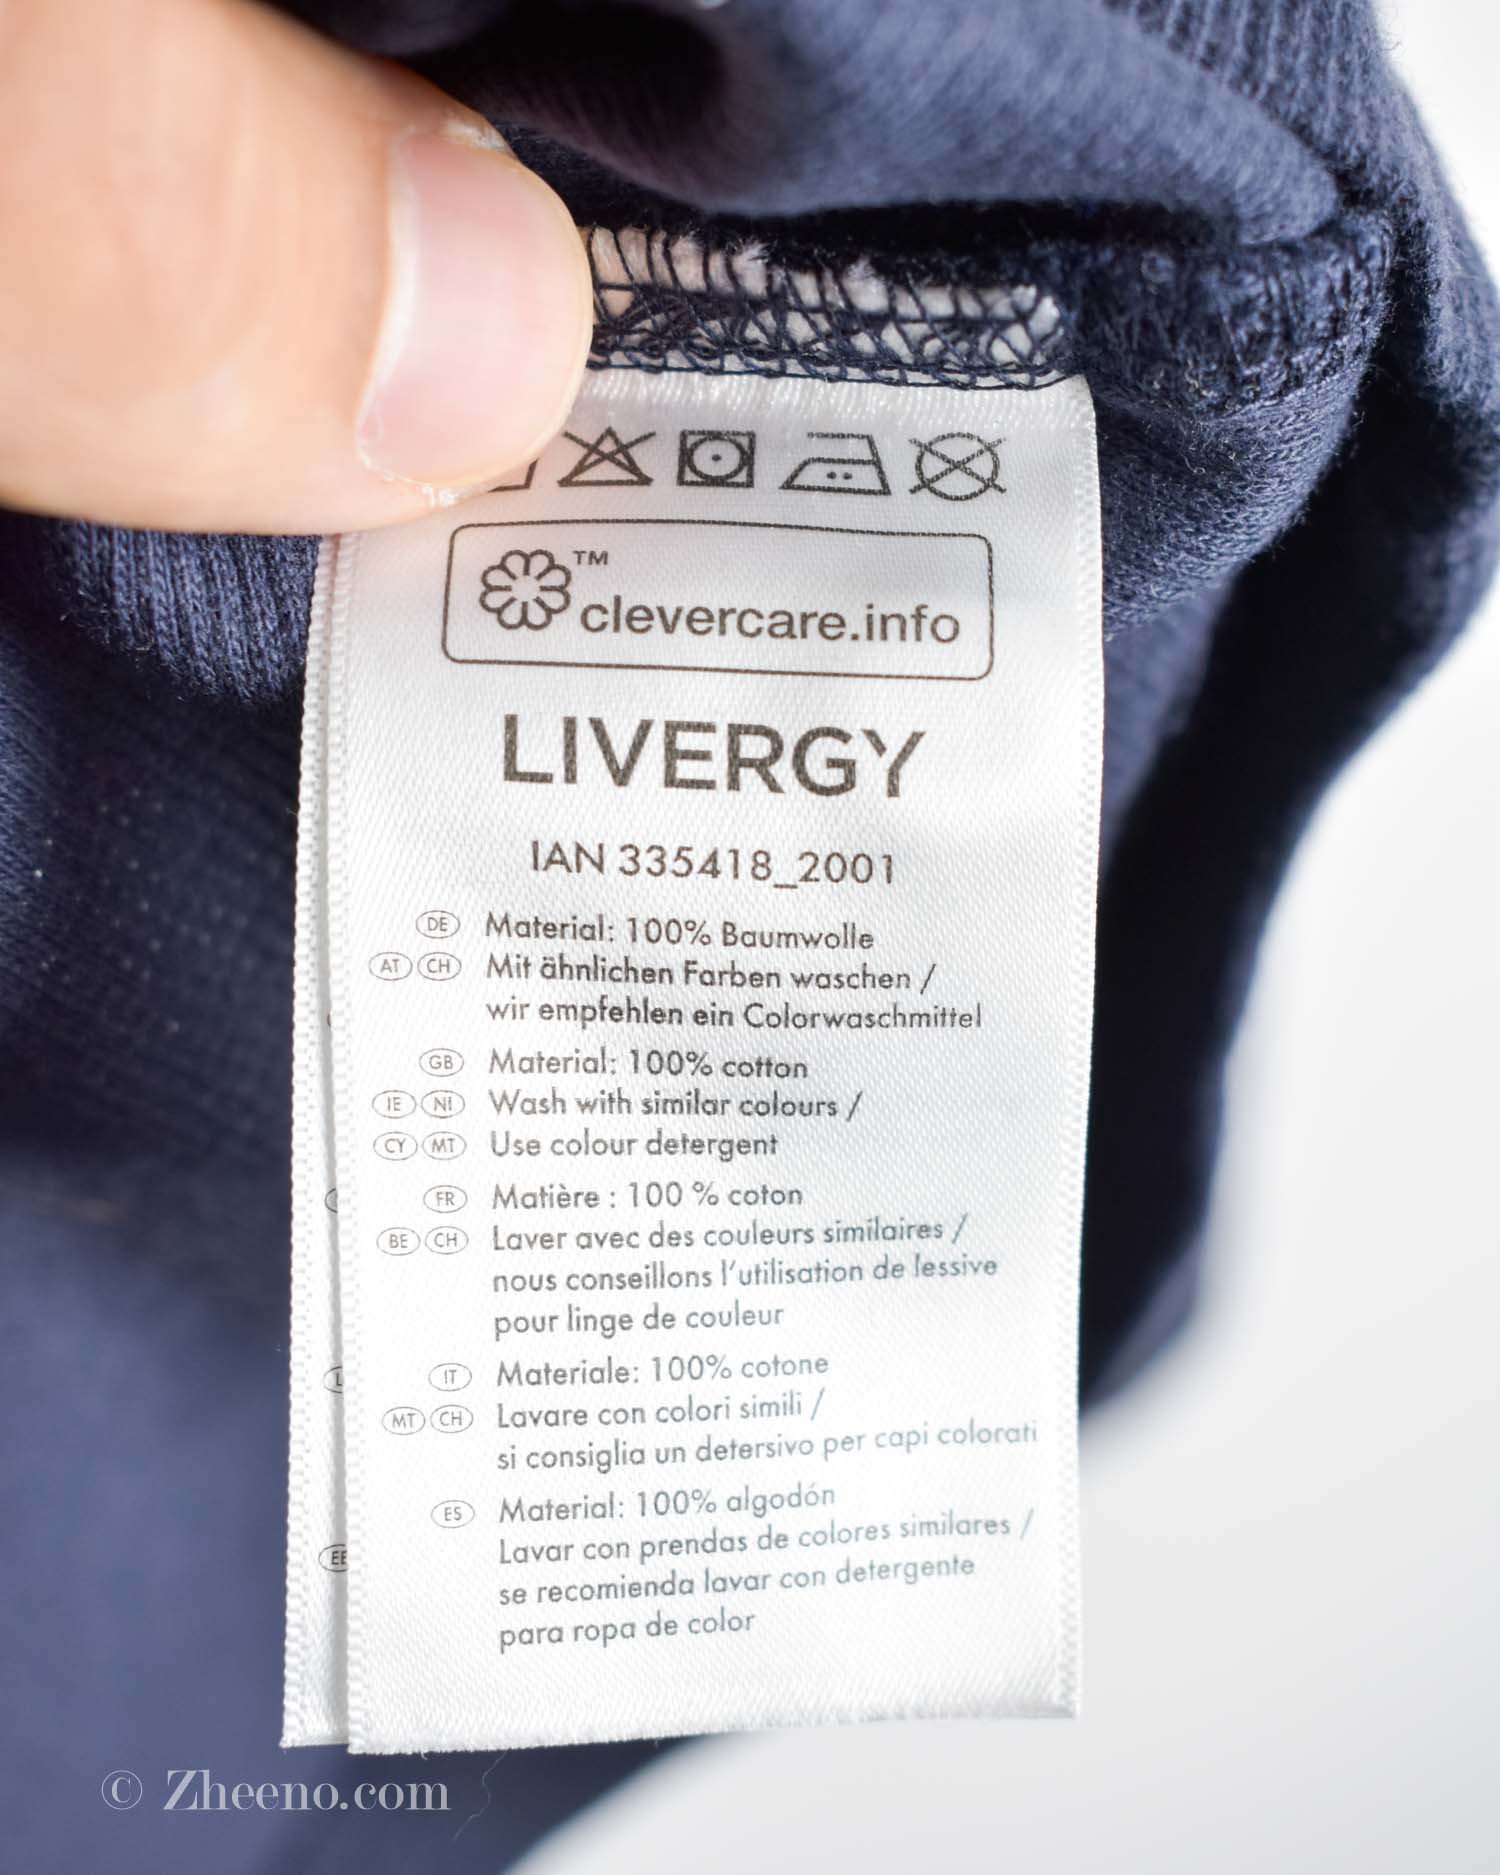 ™
clevercare.info
LIVERGY
IAN 335418_2001
DE Material: 100% Baumwolle
AT CH Mit ähnlichen Farben waschen /
wir empfehlen ein Colorwaschmittel
GB Material: 100% cotton
IE NI Wash with similar colours /
CY MT Use colour detergent
FR Matière : 100 % coton
BE CH Laver avec des couleurs similaires /
nous conseillons l'utilisation de lessive
pour linge de couleur
IT Materiale: 100% cotone
MT CH Lavare con colori simili /
si consiglia un detersivo per capi colorati
ES Material: 100% algodón
Lavar con prendas de colores similares /
se recomienda lavar con detergente
para ropa de color
EE
© Zheeno.com